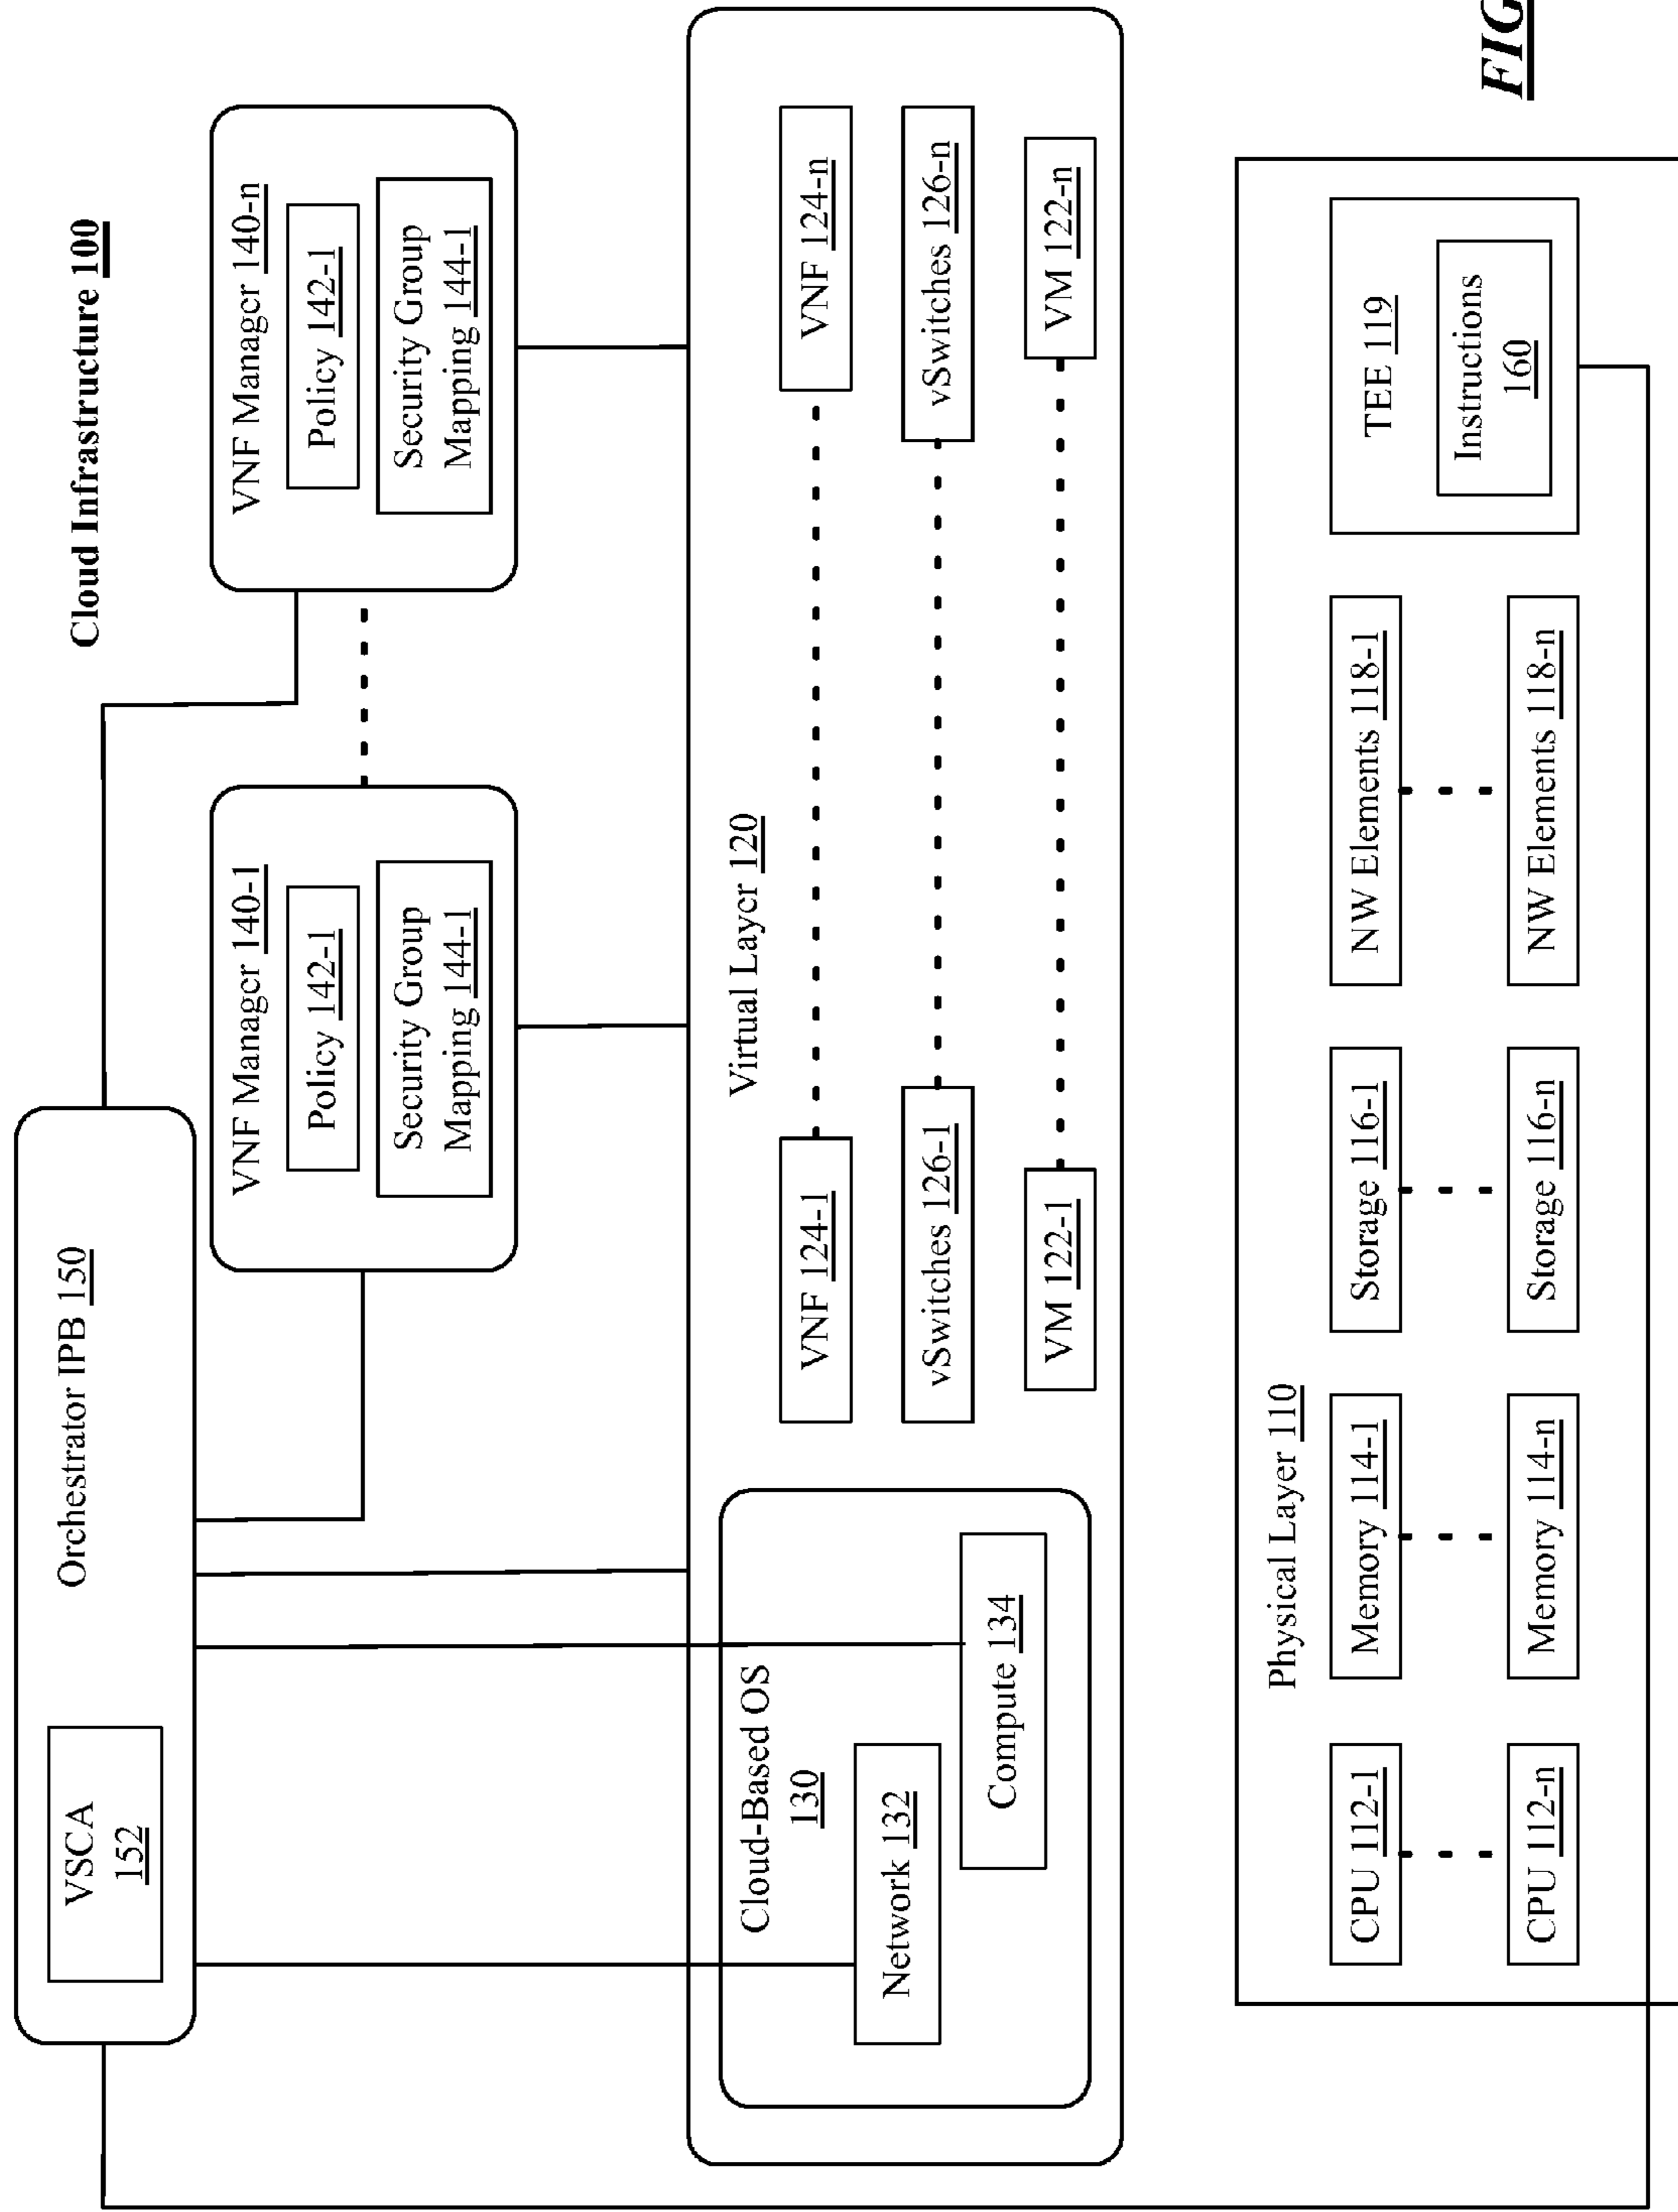 Cloud Infrastructure 100
VSCA
152
Orchestrator IPB 150
VNF Manager 140-1
Policy 142-1
Security Group
Mapping 144-1
VNF Manager 140-n
Policy 142-1
Security Group
Mapping 144-1
Virtual Layer 120
Cloud-Based OS
130
Network 132
Compute 134
VNF 124-1
VNF 124-n
vSwitches 126-1
vSwitches 126-n
VM 122-1
VM 122-n
Physical Layer 110
CPU 112-1
Memory 114-1
Storage 116-1
NW Elements 118-1
CPU 112-n
Memory 114-n
Storage 116-n
NW Elements 118-n
TEE 119
Instructions
160
FIG